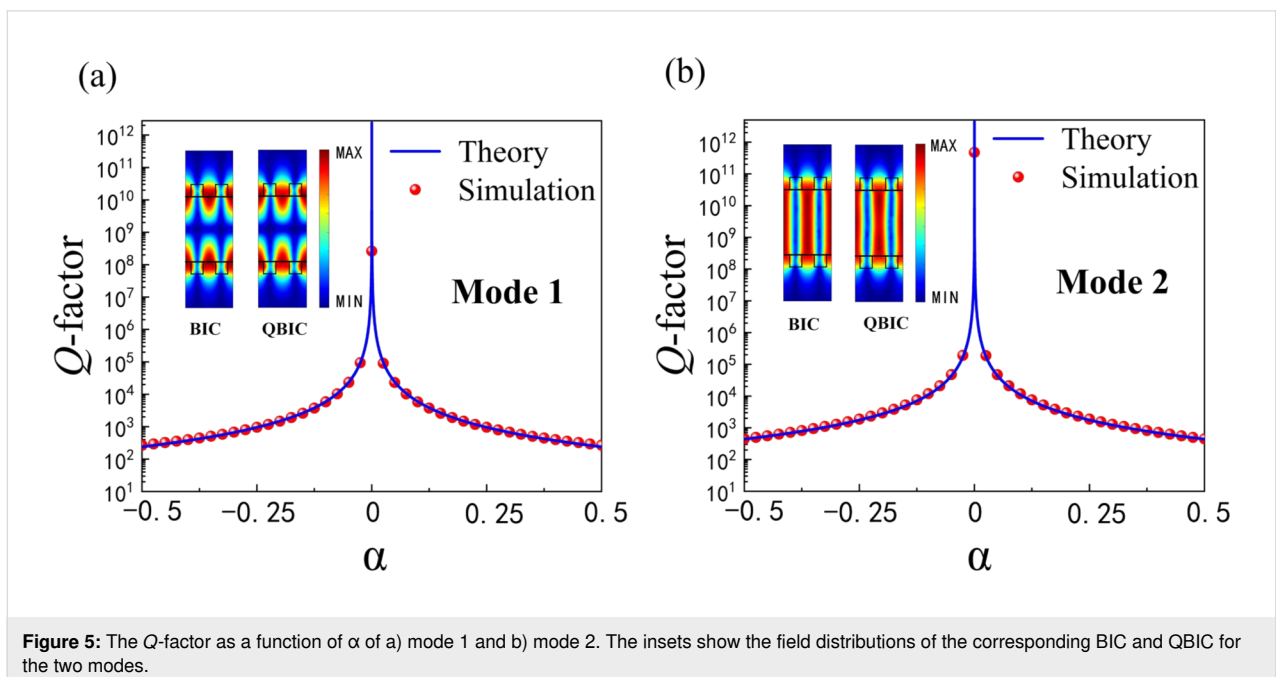 (a)
(b)
10^12
10^11
10^10
10^9
10^8
10^7
10^6
10^5
10^4
10^3
10^2
10^1
Q-factor
MAX
MIN
BIC
QBIC
Theory
Simulation
Mode 1
-0.5
-0.25
0
0.25
0.5
α
10^12
10^11
10^10
10^9
10^8
10^7
10^6
10^5
10^4
10^3
10^2
10^1
Q-factor
MAX
MIN
BIC
QBIC
Theory
Simulation
Mode 2
-0.5
-0.25
0
0.25
0.5
α
Figure 5: The Q-factor as a function of α of a) mode 1 and b) mode 2. The insets show the field distributions of the corresponding BIC and QBIC for
the two modes.